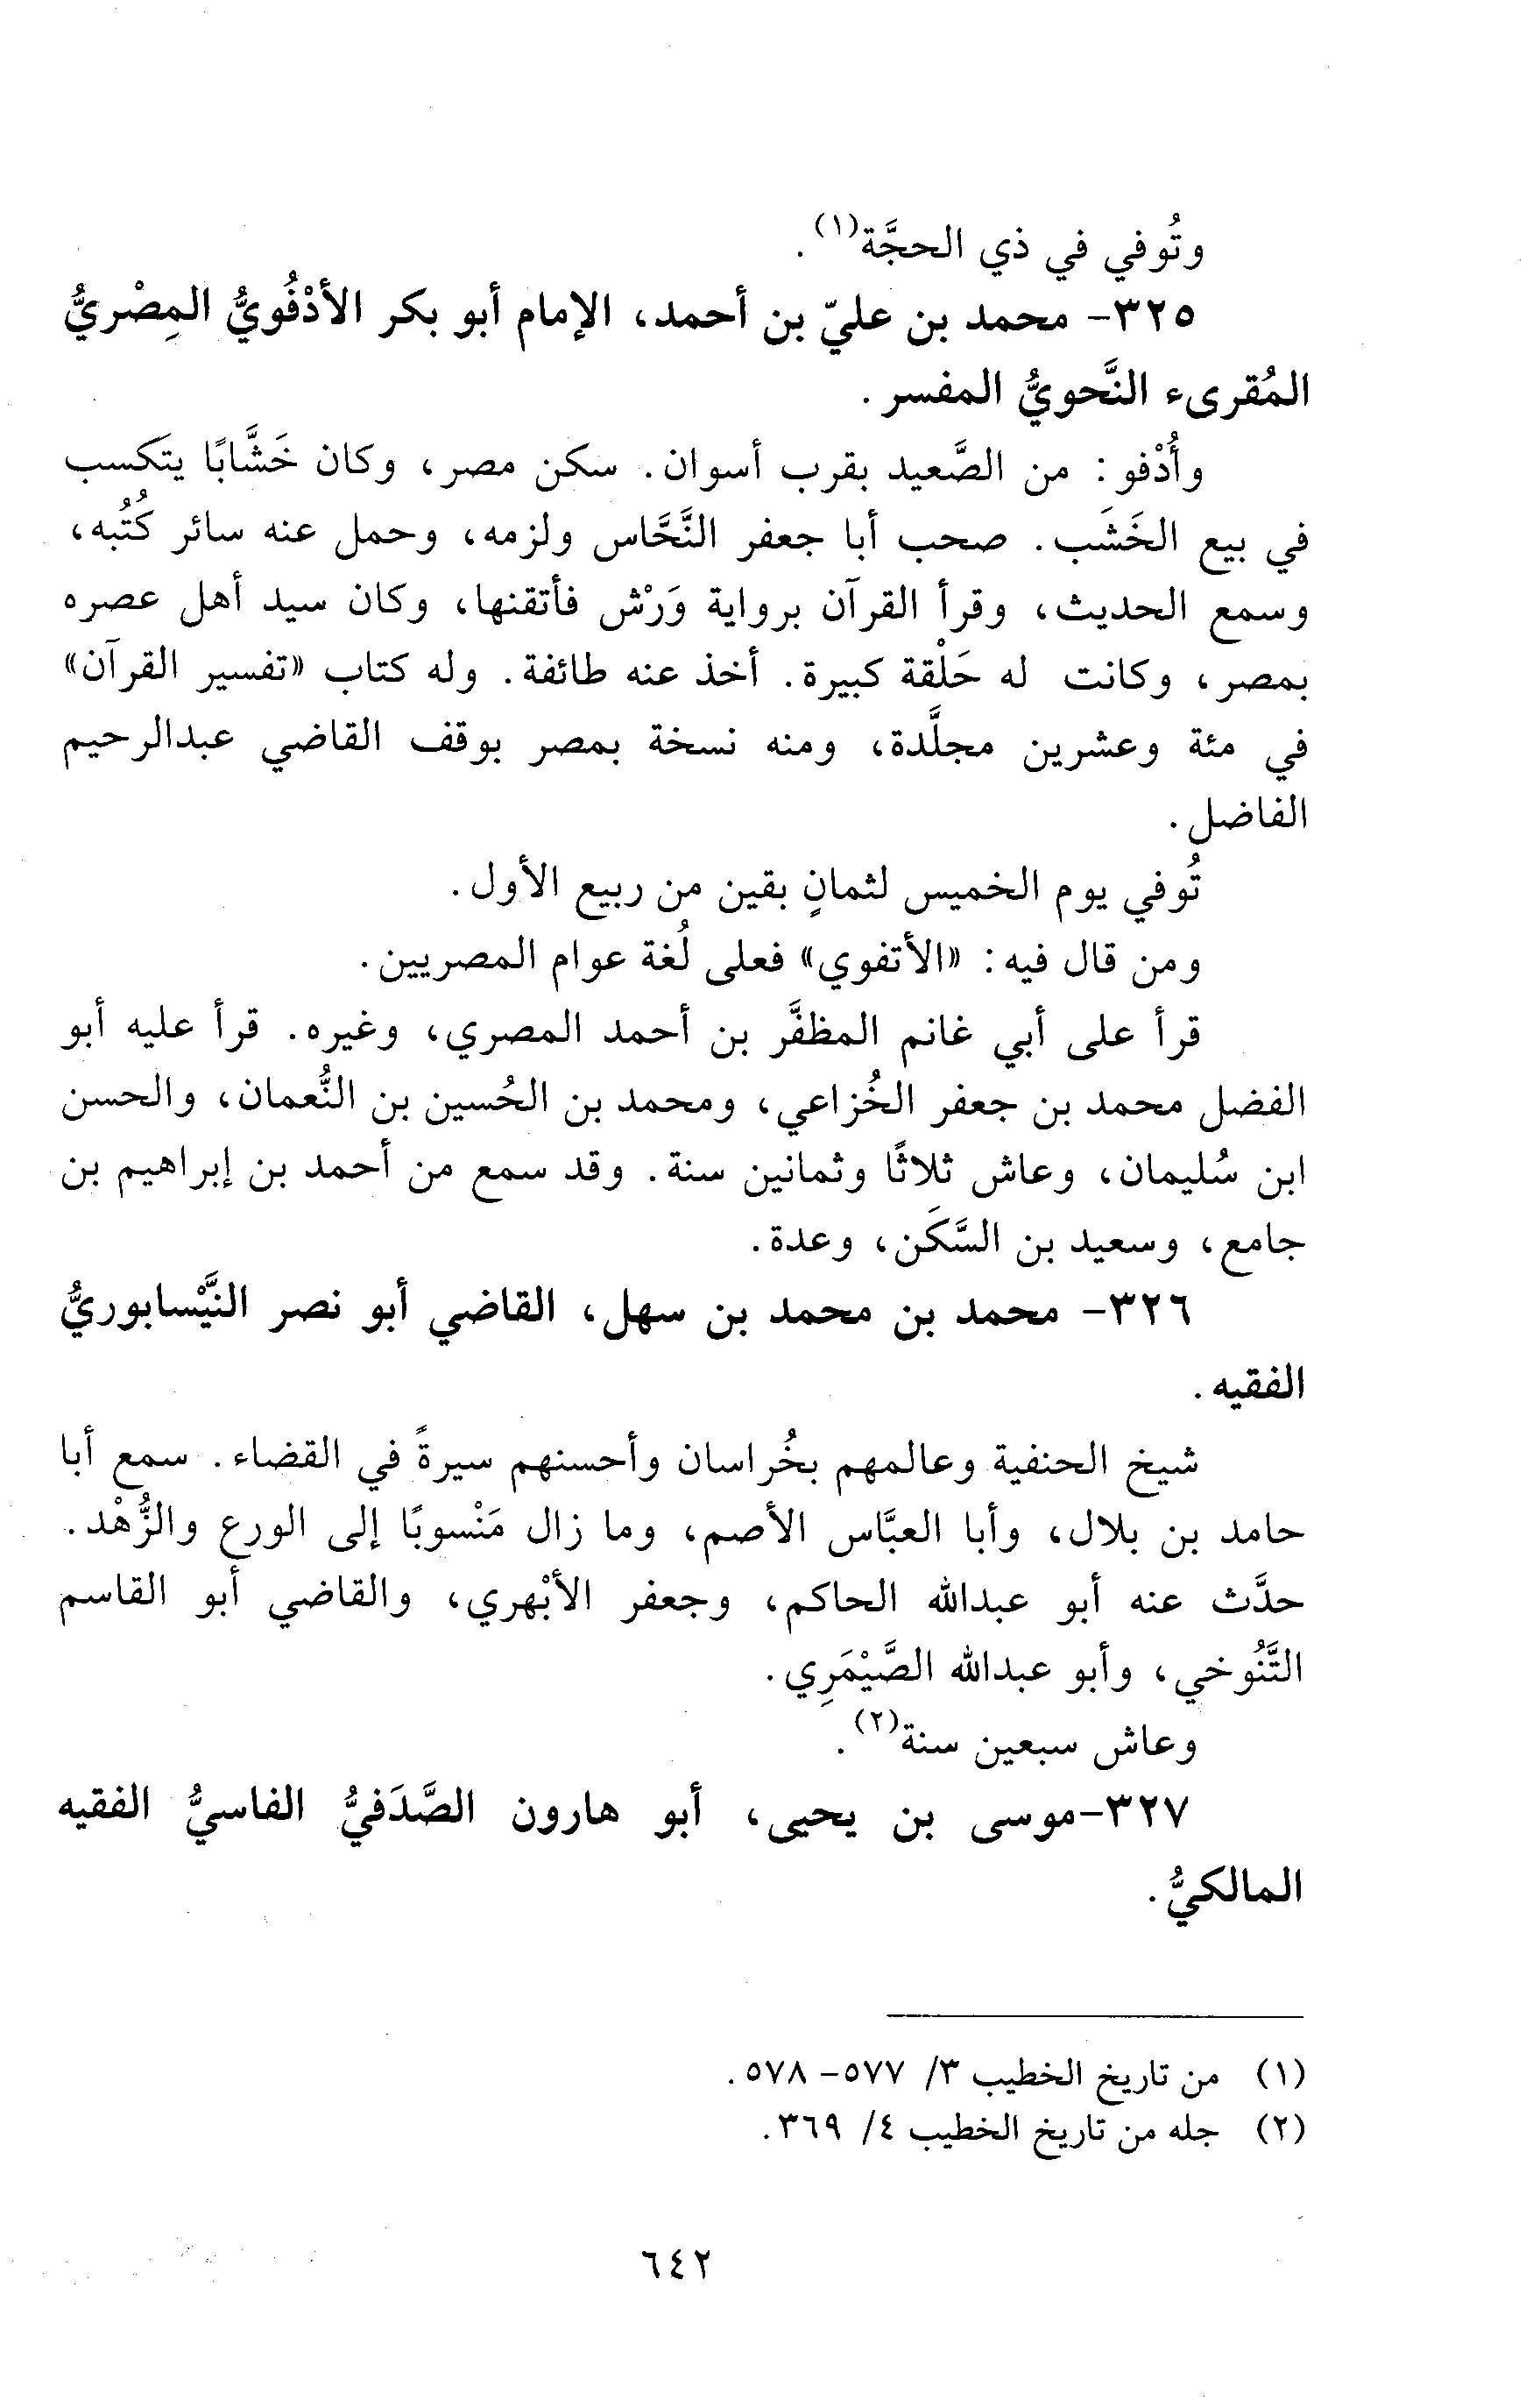 وتُوفي في ذي الحجَّة(١).
٣٢٥- محمد بن عليّ بن أحمد، الإمام أبو بكر الأدْفُويُّ المِصْريُّ
المُقرىء النَّحويُّ المفسر.
وأُدْفو: من الصَّعيد بقرب أسوان. سكن مصر، وكان خَشَّابًا يتكسب
في بيع الخَشَب. صحب أبا جعفر النَّحَّاس ولزمه، وحمل عنه سائر كُتُبه،
وسمع الحديث، وقرأ القرآن برواية وَرْش فأتقنها، وكان سيد أهل عصره
بمصر، وكانت له حَلْقة كبيرة. أخذ عنه طائفة. وله كتاب «تفسير القرآن»
في مئة وعشرين مجلَّدة، ومنه نسخة بمصر بوقف القاضي عبدالرحيم
الفاضل.
تُوفي يوم الخميس لثمانٍ بقين من ربيع الأول.
ومن قال فيه: «الأتفوي» فعلى لُغة عوام المصريين.
قرأ على أبي غانم المظفَّر بن أحمد المصري، وغيره. قرأ عليه أبو
الفضل محمد بن جعفر الخُزاعي، ومحمد بن الحُسين بن النُّعمان، والحسن
ابن سُليمان، وعاش ثلاثًا وثمانين سنة. وقد سمع من أحمد بن إبراهيم بن
جامع، وسعيد بن السَّكَن، وعدة.
٣٢٦- محمد بن محمد بن سهل، القاضي أبو نصر النَّيْسابوريُّ
الفقيه.
شيخ الحنفية وعالمهم بخُراسان وأحسنهم سيرةً في القضاء. سمع أبا
حامد بن بلال، وأبا العبَّاس الأصم، وما زال مَنْسوبًا إلى الورع والزُّهْد.
حدَّث عنه أبو عبدالله الحاكم، وجعفر الأبْهري، والقاضي أبو القاسم
التَّنُوخي، وأبو عبدالله الصَّيْمَرِي.
وعاش سبعين سنة(٢).
٣٢٧-موسى بن يحيى، أبو هارون الصَّدَفيُّ الفاسيُّ الفقيه
المالكيُّ.
(١) من تاريخ الخطيب ٣/ ٥٧٧- ٥٧٨.
(٢) جله من تاريخ الخطيب ٤/ ٣٦٩.
٦٤٢